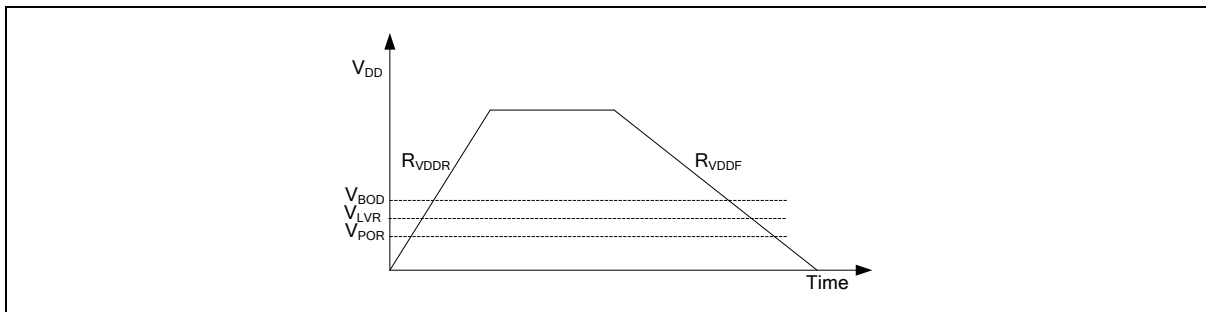 VDD
RVDDR
RVDDF
VBOD
VLVR
VPOR
Time